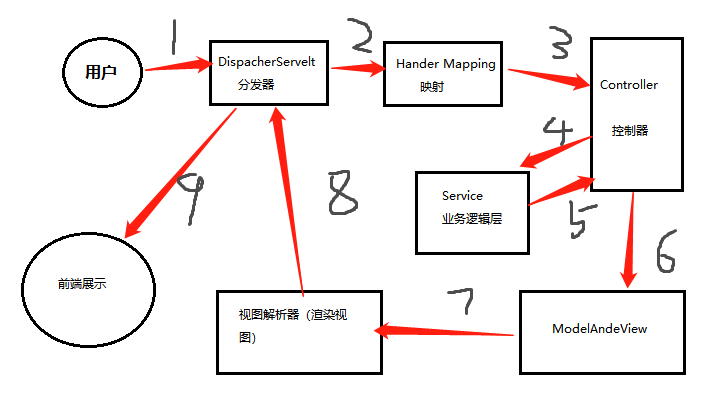 1
2
3
用户
DispacherServelt
分发器
Hander Mapping
映射
Controller
控制器
4
Service
业务逻辑层
5
9
8
6
前端展示
7
视图解析器（渲染视
图）
ModelAndeView